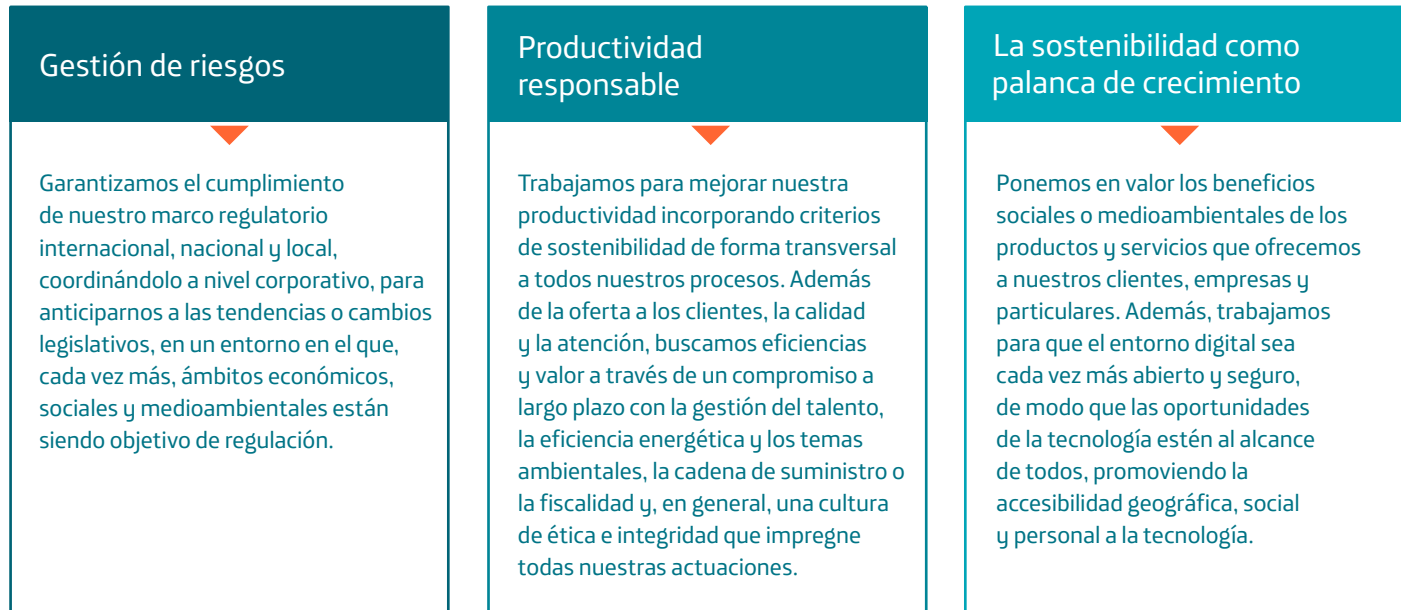 Gestión de riesgos
Garantizamos el cumplimiento
de nuestro marco regulatorio
internacional, nacional y local,
coordinándolo a nivel corporativo, para
anticiparnos a las tendencias o cambios
legislativos, en un entorno en el que,
cada vez más, ámbitos económicos,
sociales y medioambientales están
siendo objetivo de regulación.
Productividad
responsable
Trabajamos para mejorar nuestra
productividad incorporando criterios
de sostenibilidad de forma transversal
a todos nuestros procesos. Además
de la oferta a los clientes, la calidad
y la atención, buscamos eficiencias
y valor a través de un compromiso a
largo plazo con la gestión del talento,
la eficiencia energética y los temas
ambientales, la cadena de suministro o
la fiscalidad y, en general, una cultura
de ética e integridad que impregne
todas nuestras actuaciones.
La sostenibilidad como
palanca de crecimiento
Ponemos en valor los beneficios
sociales o medioambientales de los
productos y servicios que ofrecemos
a nuestros clientes, empresas y
particulares. Además, trabajamos
para que el entorno digital sea
cada vez más abierto y seguro,
de modo que las oportunidades
de la tecnología estén al alcance
de todos, promoviendo la
accesibilidad geográfica, social
y personal a la tecnología.